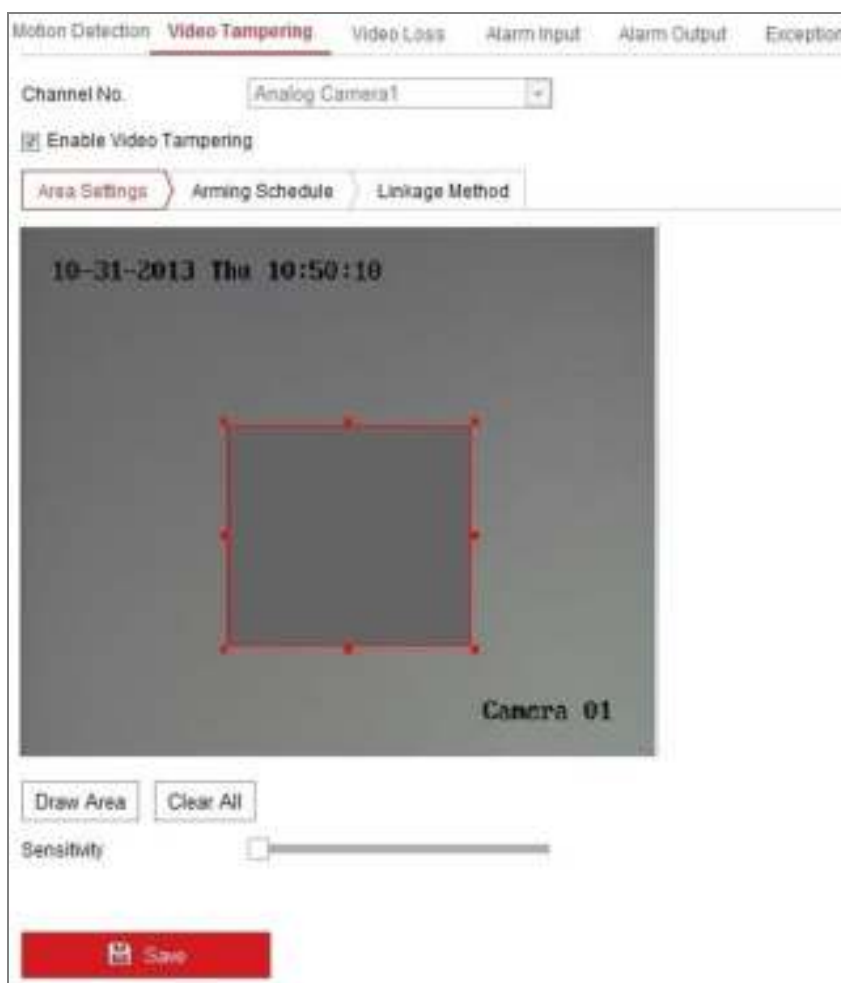 Motion Detection Video Tampering Video Loss Alarm Input Alarm Output Exception
Channel No. Analog Camera1
Enable Video Tampering
Area Settings Arming Schedule Linkage Method
10-31-2013 Thu 10:50:10
Camera 01
Draw Area Clear All
Sensitivity
Save